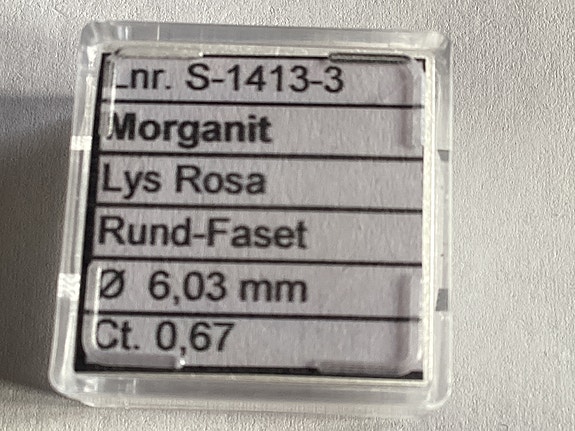 Lnr. S-1413-3
Morganit
Lys Rosa
Rund-Faset
Ø 6,03 mm
Ct. 0,67